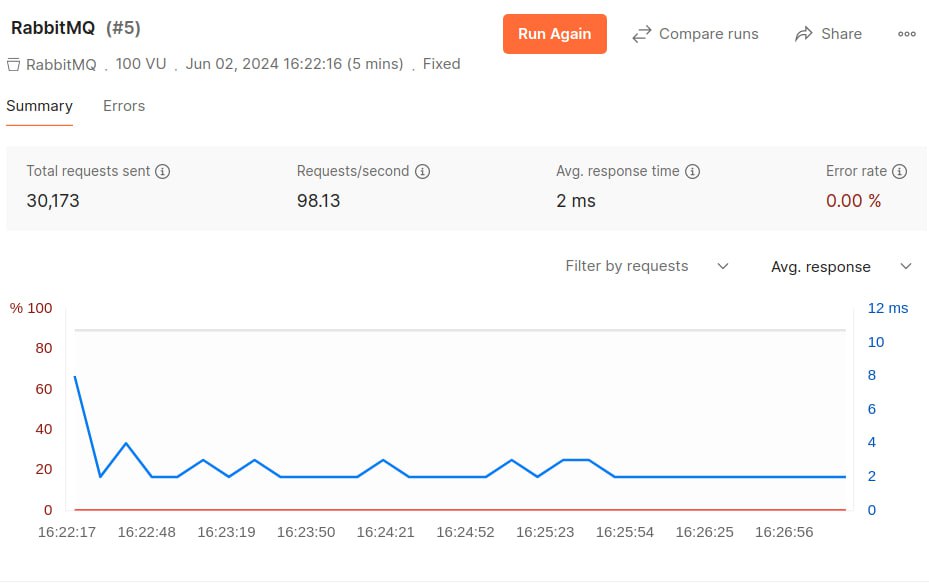 RabbitMQ (#5)
Run Again
Compare runs
Share
RabbitMQ . 100 VU . Jun 02, 2024 16:22:16 (5 mins) . Fixed
Summary
Errors
Total requests sent
Requests/second
Avg. response time
Error rate
30,173
98.13
2 ms
0.00 %
Filter by requests
Avg. response
% 100
80
60
40
20
0
12 ms
10
8
6
4
2
0
16:22:17 16:22:48 16:23:19 16:23:50 16:24:21 16:24:52 16:25:23 16:25:54 16:26:25 16:26:56